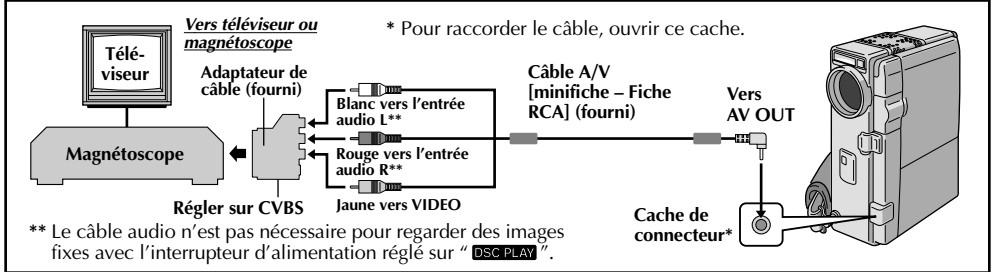 Vers téléviseur ou
magnétoscope
* Pour raccorder le câble, ouvrir ce cache.
Télé-
viseur
Adaptateur de
câble (fourni)
Câble A/V
[minifiche – Fiche
RCA] (fourni)
Vers
AV OUT
Blanc vers l'entrée
audio L**
Magnétoscope
Rouge vers l'entrée
audio R**
Régler sur CVBS
Jaune vers VIDEO
Cache de
connecteur*
** Le câble audio n'est pas nécessaire pour regarder des images
fixes avec l'interrupteur d'alimentation réglé sur “ DSC PLAY ”.